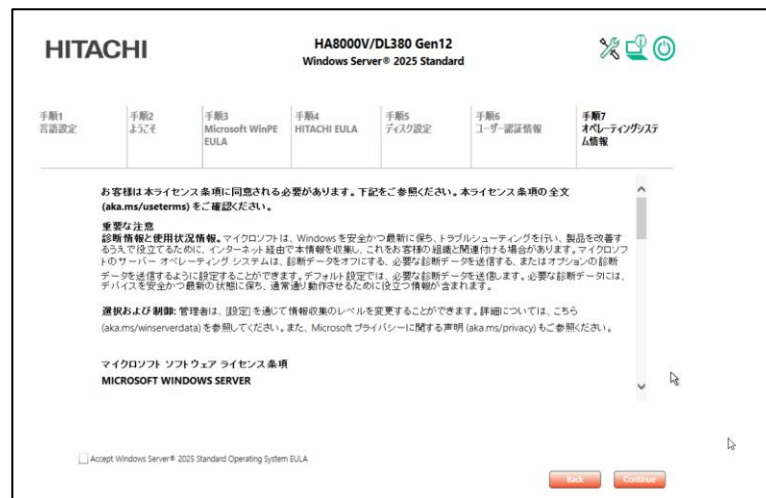 HITACHI
HA8000V/DL380 Gen12
Windows Server® 2025 Standard
手順1
言語設定
手順2
ようこそ
手順3
Microsoft WinPE
EULA
手順4
HITACHI EULA
手順5
ディスク設定
手順6
ユーザー認証情報
手順7
オペレーティングシステ
ム情報
お客様は本ライセンス条項に同意される必要があります。下記をご参照ください。本ライセンス条項の全文
(aka.ms/useterms) をご確認ください。
重要な注意
診断情報と使用状況情報。マイクロソフトは、Windows を安全かつ最新に保ち、トラブルシューティングを行い、製品を改善す
るうえで役立てるために、インターネット経由で本情報を収集し、これをお客様の組織と関連付ける場合があります。マイクロソフ
トのサーバー オペレーティング システムは、診断データをオフにする、必要な診断データを送信する、またはオプションの診断
データを送信するように設定することができます。デフォルト設定では、必要な診断データを送信します。必要な診断データには、
デバイスを安全かつ最新の状態に保ち、通常通り動作させるために役立つ情報が含まれます。
選択および制御: 管理者は、[設定] を通じて情報収集のレベルを変更することができます。詳細については、こちら
(aka.ms/winserverdata) を参照してください。また、Microsoft プライバシーに関する声明 (aka.ms/privacy) もご参照ください。
マイクロソフト ソフトウェア ライセンス条項
MICROSOFT WINDOWS SERVER
Accept Windows Server® 2025 Standard Operating System EULA
Back
Continue